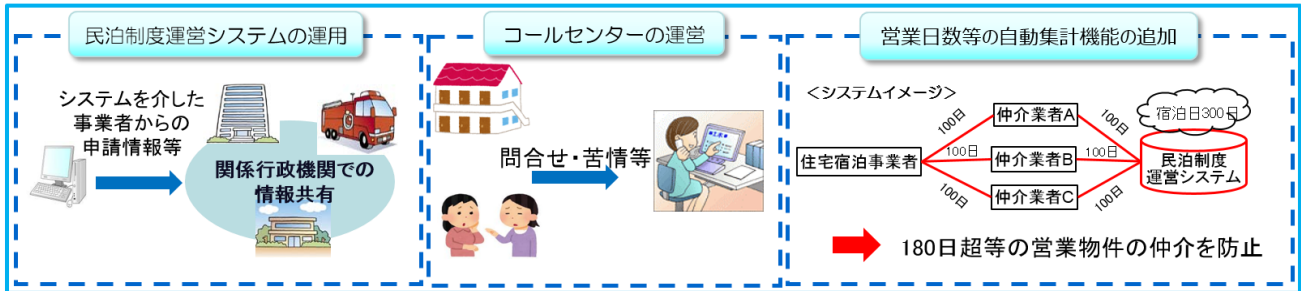 民泊制度運営システムの運用
システムを介した
事業者からの
申請情報等
関係行政機関での
情報共有
コールセンターの運営
問合せ・苦情等
営業日数等の自動集計機能の追加
＜システムイメージ＞
住宅宿泊事業者
100日
100日
100日
仲介業者A
仲介業者B
仲介業者C
100日
100日
100日
宿泊日300日
民泊制度
運営システム
180日超等の営業物件の仲介を防止